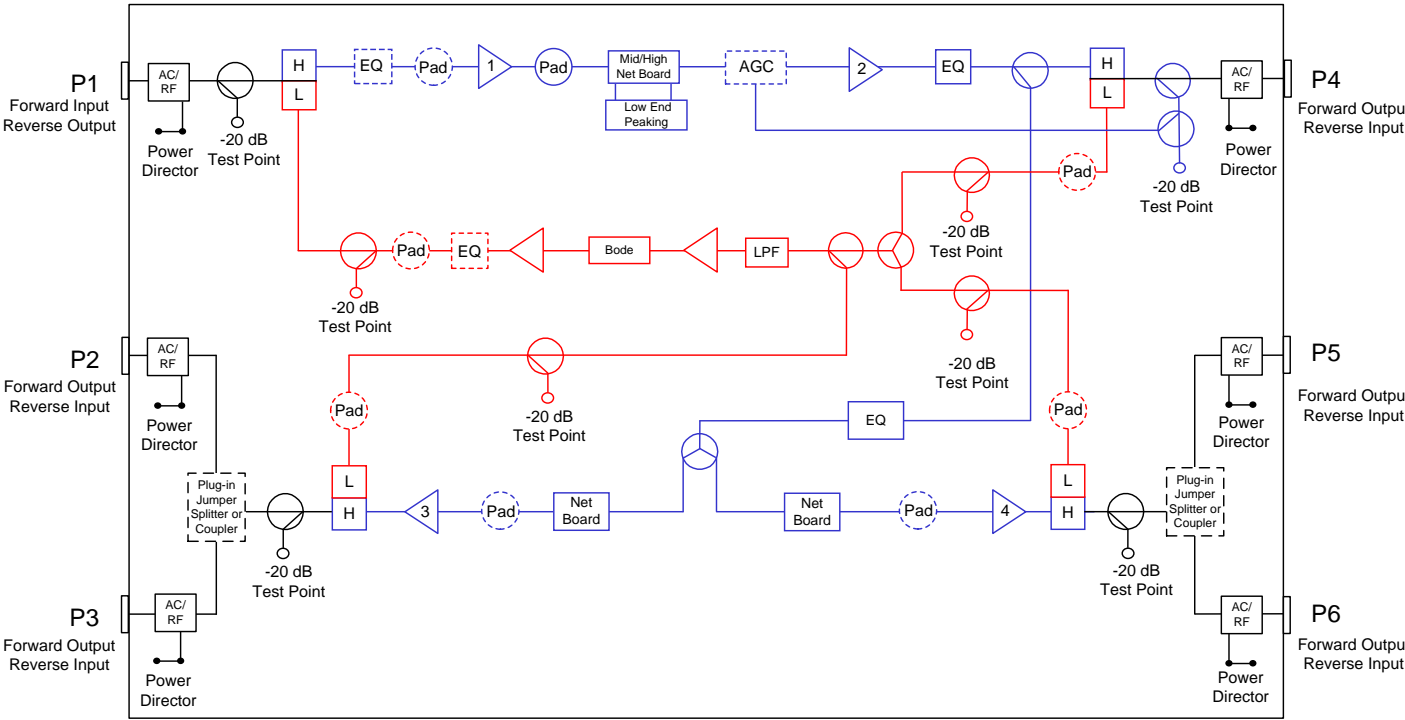 P1
Forward Input
Reverse Output
AC/
RF
Power
Director
-20 dB
Test Point
H
L
EQ
Pad
1
Pad
Mid/High
Net Board
Low End
Peaking
AGC
2
EQ
H
L
AC/
RF
Power
Director
-20 dB
Test Point
P4
Forward Outpu
Reverse Input
Pad
-20 dB
Test Point
-20 dB
Test Point
Pad
EQ
Bode
LPF
-20 dB
Test Point
P2
Forward Output
Reverse Input
AC/
RF
Power
Director
-20 dB
Test Point
Pad
Pad
EQ
AC/
RF
Power
Director
P5
Forward Outpu
Reverse Input
Plug-in
Jumper
Splitter or
Coupler
-20 dB
Test Point
L
H
3
Pad
Net
Board
Net
Board
Pad
4
L
H
-20 dB
Test Point
Plug-in
Jumper
Splitter or
Coupler
P3
Forward Output
Reverse Input
AC/
RF
Power
Director
AC/
RF
Power
Director
P6
Forward Outpu
Reverse Input